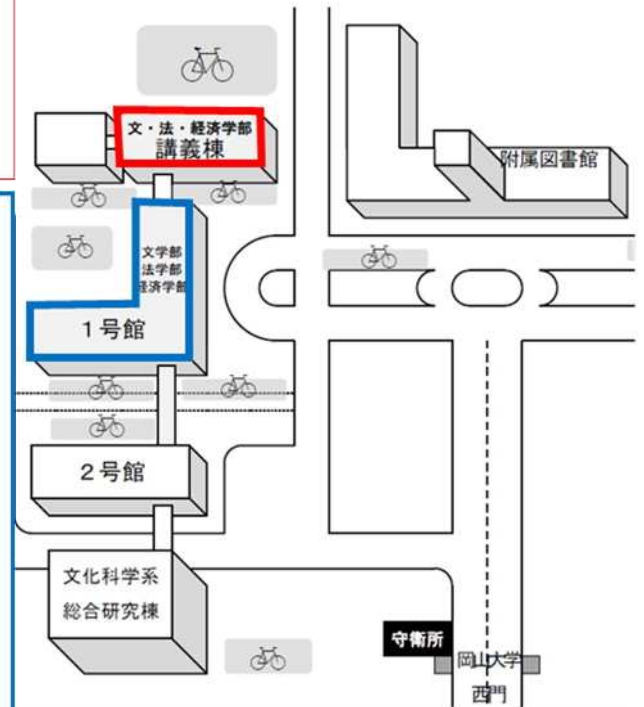 文・法・経済学部
講義棟
附属図書館
文学部
法学部
経済学部
1号館
2号館
文化科学系
総合研究棟
守衛所
岡山大学
西門